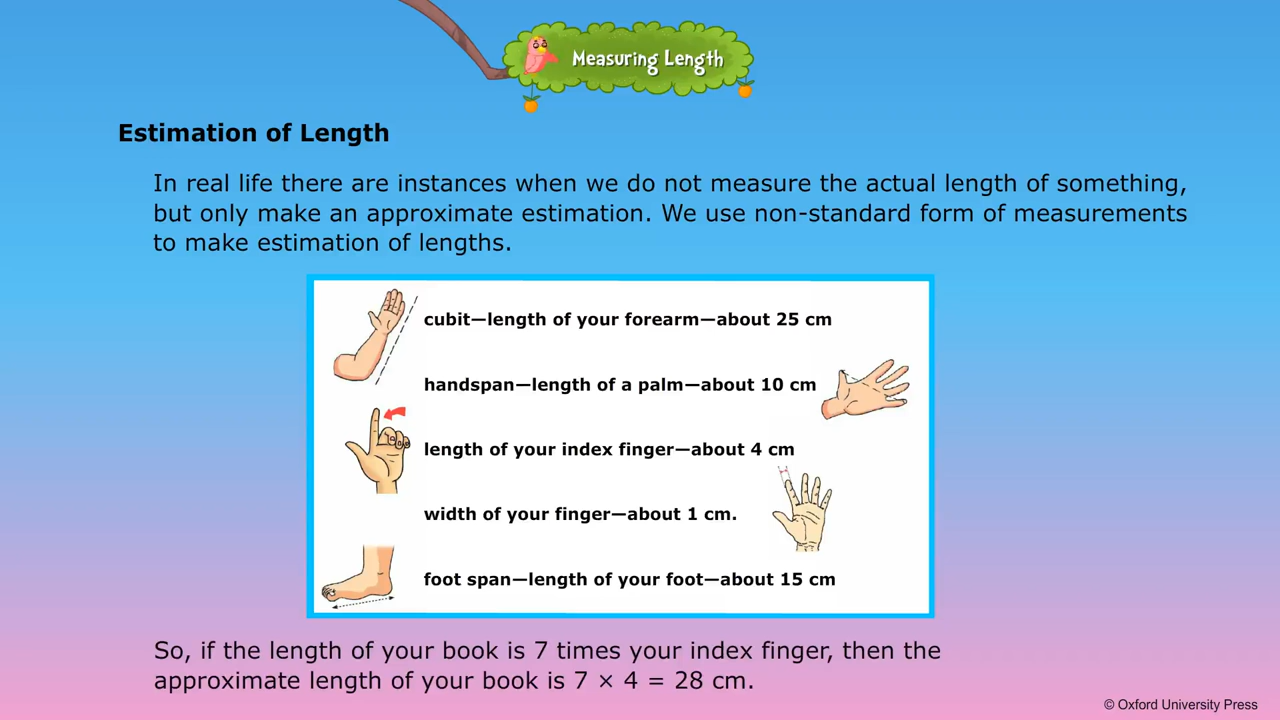 Measuring Length
Estimation of Length
In real life there are instances when we do not measure the actual length of something,
but only make an approximate estimation. We use non-standard form of measurements
to make estimation of lengths.
cubit—length of your forearm—about 25 cm
handspan—length of a palm—about 10 cm
length of your index finger—about 4 cm
width of your finger—about 1 cm.
foot span—length of your foot—about 15 cm
So, if the length of your book is 7 times your index finger, then the
approximate length of your book is 7 × 4 = 28 cm.
© Oxford University Press